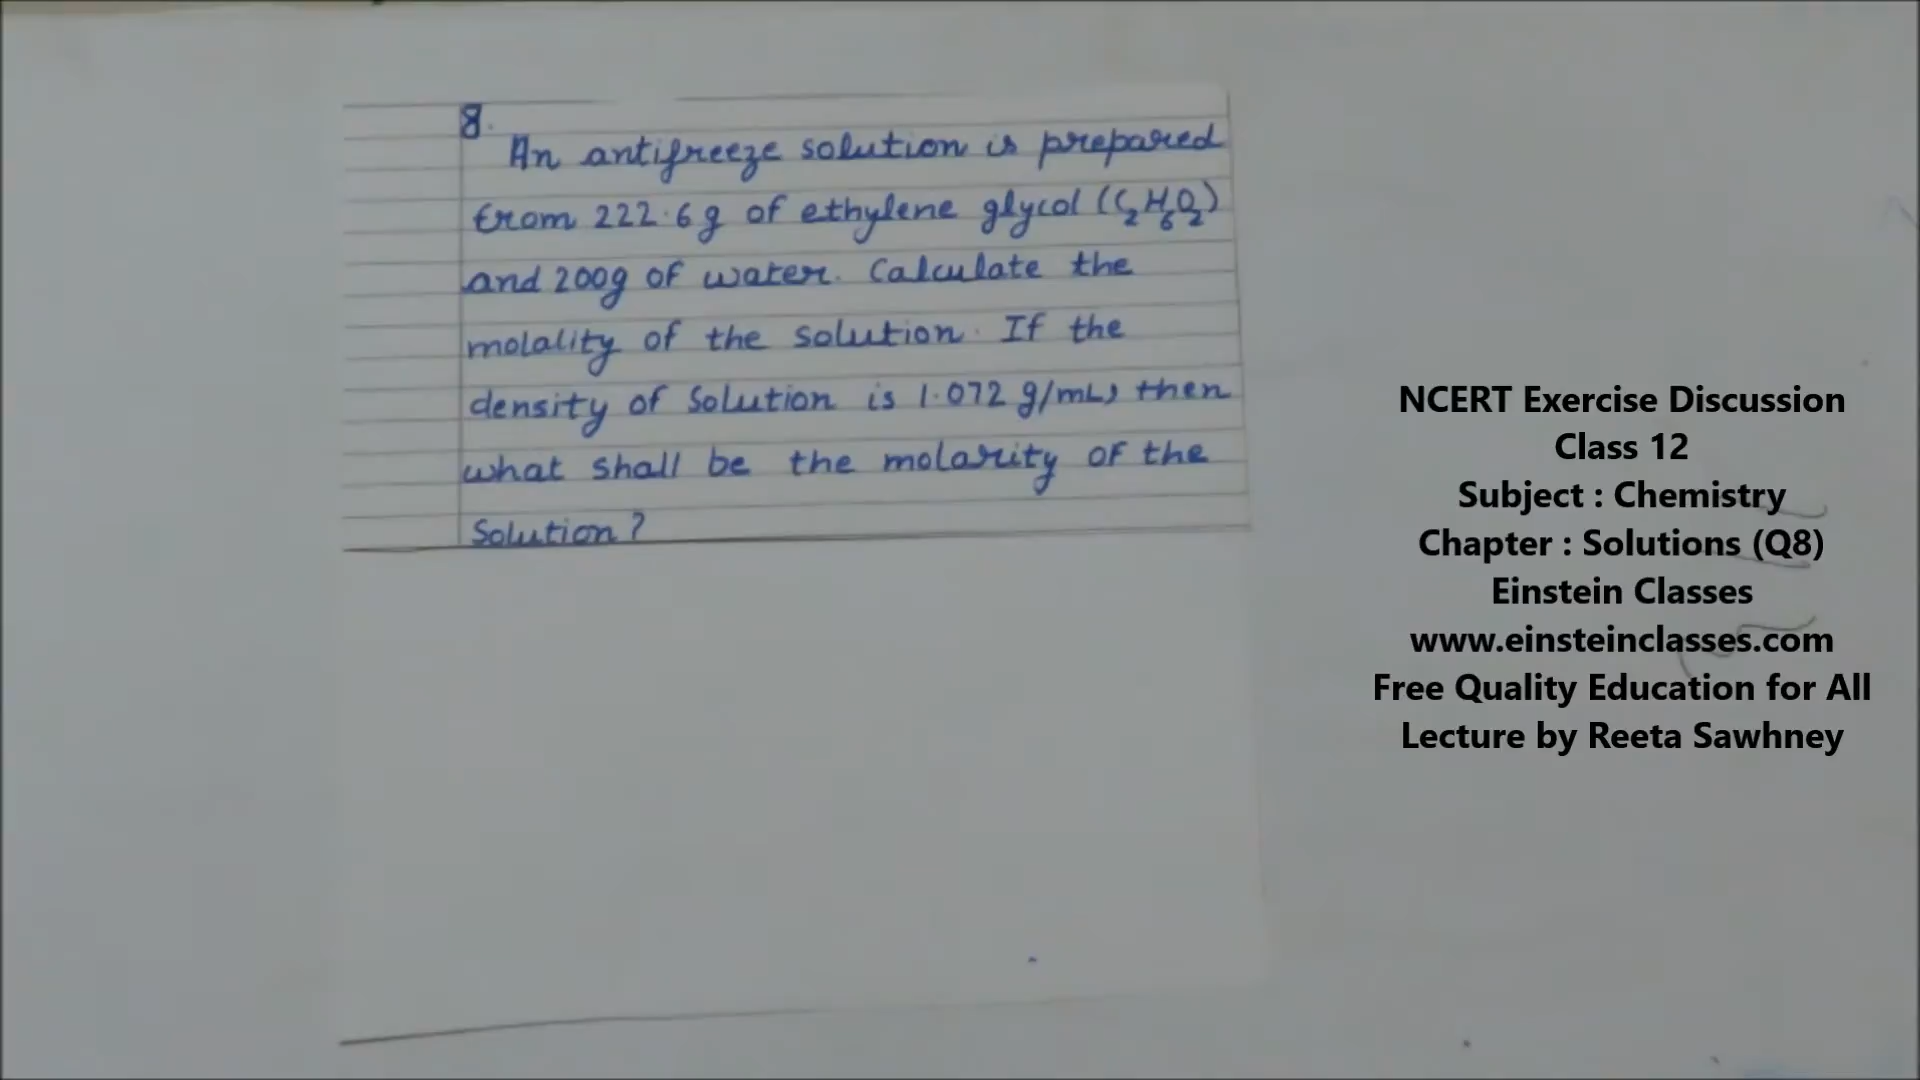 8.
An antifreeze solution is prepared
from 222.6 g of ethylene glycol (C₂H₆O₂)
and 200g of water. Calculate the
molality of the solution. If the
density of solution is 1.072 g/mL, then
what shall be the molarity of the
Solution?
NCERT Exercise Discussion
Class 12
Subject : Chemistry
Chapter : Solutions (Q8)
Einstein Classes
www.einsteinclasses.com
Free Quality Education for All
Lecture by Reeta Sawhney